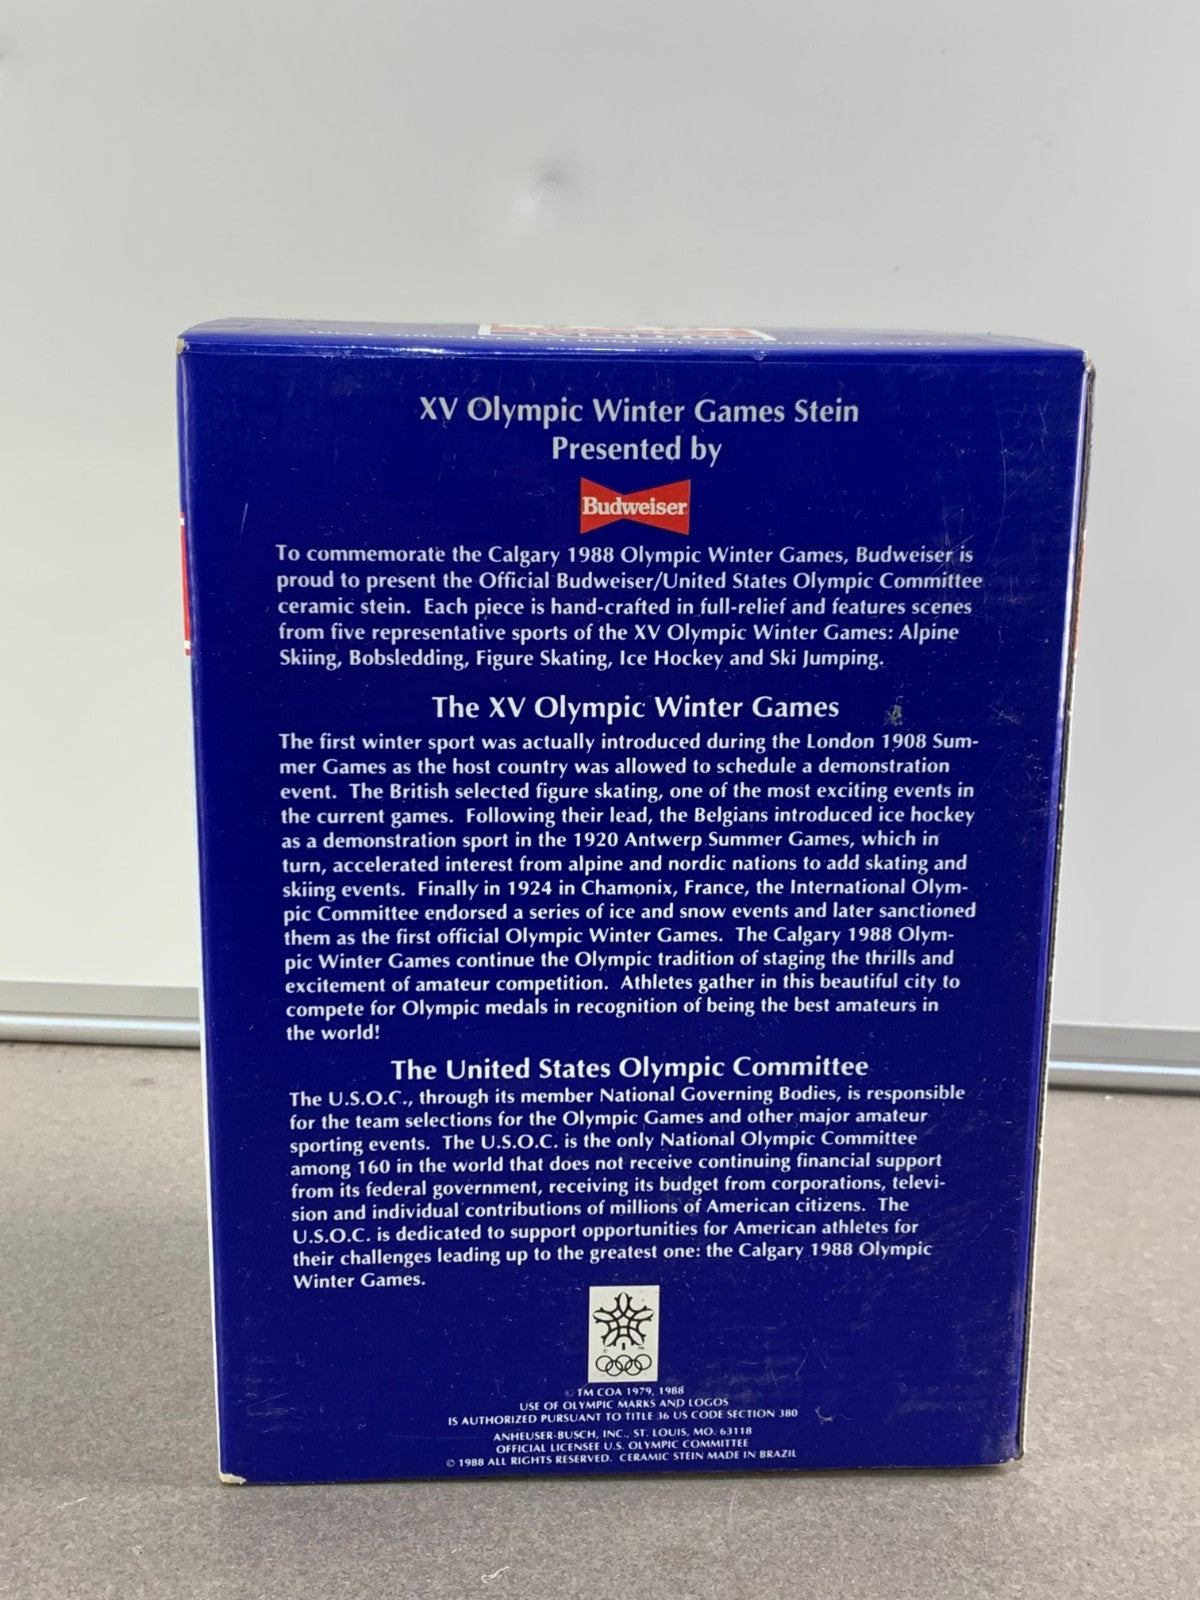 XV Olympic Winter Games Stein
Presented by
Budweiser
To commemorate the Calgary 1988 Olympic Winter Games, Budweiser is
proud to present the Official Budweiser/United States Olympic Committee
ceramic stein. Each piece is hand-crafted in full-relief and features scenes
from five representative sports of the XV Olympic Winter Games: Alpine
Skiing, Bobsledding, Figure Skating, Ice Hockey and Ski Jumping.
The XV Olympic Winter Games
The first winter sport was actually introduced during the London 1908 Sum-
mer Games as the host country was allowed to schedule a demonstration
event. The British selected figure skating, one of the most exciting events in
the current games. Following their lead, the Belgians introduced ice hockey
as a demonstration sport in the 1920 Antwerp Summer Games, which in
turn, accelerated interest from alpine and nordic nations to add skating and
skiing events. Finally in 1924 in Chamonix, France, the International Olym-
pic Committee endorsed a series of ice and snow events and later sanctioned
them as the first official Olympic Winter Games. The Calgary 1988 Olym-
pic Winter Games continue the Olympic tradition of staging the thrills and
excitement of amateur competition. Athletes gather in this beautiful city to
compete for Olympic medals in recognition of being the best amateurs in
the world!
The United States Olympic Committee
The U.S.O.C., through its member National Governing Bodies, is responsible
for the team selections for the Olympic Games and other major amateur
sporting events. The U.S.O.C. is the only National Olympic Committee
among 160 in the world that does not receive continuing financial support
from its federal government, receiving its budget from corporations, televi-
sion and individual contributions of millions of American citizens. The
U.S.O.C. is dedicated to support opportunities for American athletes for
their challenges leading up to the greatest one: the Calgary 1988 Olympic
Winter Games.
© TM COA 1979, 1988
USE OF OLYMPIC MARKS AND LOGOS
IS AUTHORIZED PURSUANT TO TITLE 36 US CODE SECTION 380
ANHEUSER-BUSCH, INC., ST. LOUIS, MO. 63118
OFFICIAL LICENSEE U.S. OLYMPIC COMMITTEE
© 1988 ALL RIGHTS RESERVED. CERAMIC STEIN MADE IN BRAZIL